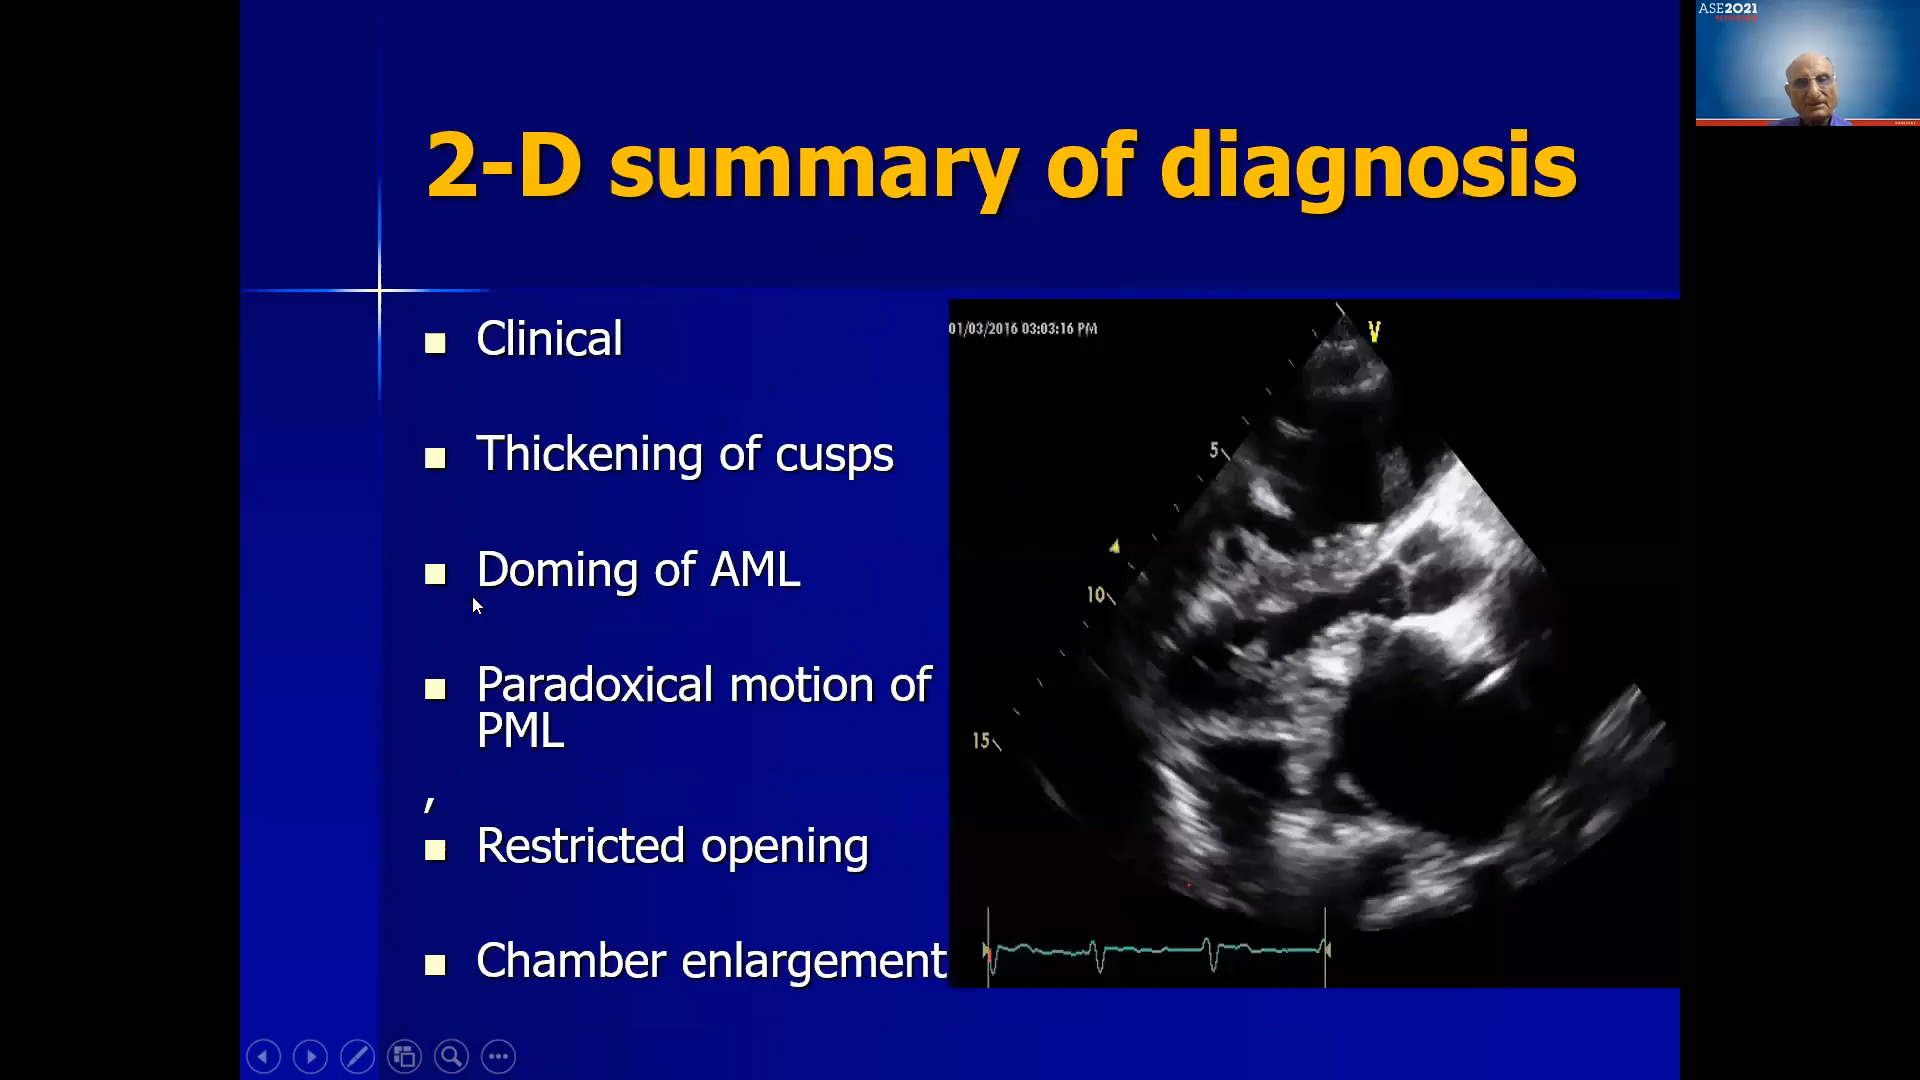 ASE2021
2-D summary of diagnosis
Clinical
Thickening of cusps
Doming of AML
Paradoxical motion of
PML
,
Restricted opening
Chamber enlargement
01/03/2016 03:03:16 PM
V
5
10
15